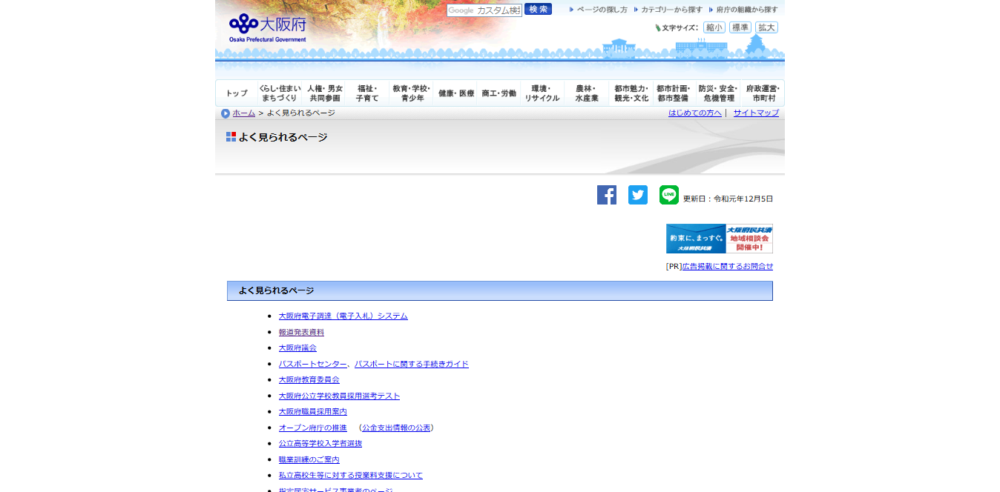 大阪府
Osaka Prefectural Government
Google カスタム検
検索
ページの探し方 カテゴリーから探す 府庁の組織から探す
文字サイズ: 縮小 標準 拡大
トップ
くらし・住まい まちづくり
人権・男女 共同参画
福祉・子育て
教育・学校・青少年
健康・医療
商工・労働
環境・リサイクル
農林・水産業
都市魅力・観光・文化
都市計画・都市整備
防災・安全・危機管理
府政運営・市町村
ホーム > よく見られるページ
はじめての方へ | サイトマップ
よく見られるページ
LINE
更新日:令和元年12月5日
約束に、まっすぐ。
大阪府民共済
大阪府民共済
地域相談会
開催中!
[PR]広告掲載に関するお問合せ
よく見られるページ
• 大阪府電子調達(電子入札)システム
• 報道発表資料
• 大阪府議会
• パスポートセンター、パスポートに関する手続きガイド
• 大阪府教育委員会
• 大阪府公立学校教員採用選考テスト
• 大阪府職員採用案内
• オープン府庁の推進 (公金支出情報の公表)
• 公立高等学校入学者選抜
• 職業訓練のご案内
• 私立高校生等に対する授業料支援について
• 指定居宅サービス事業者のページ